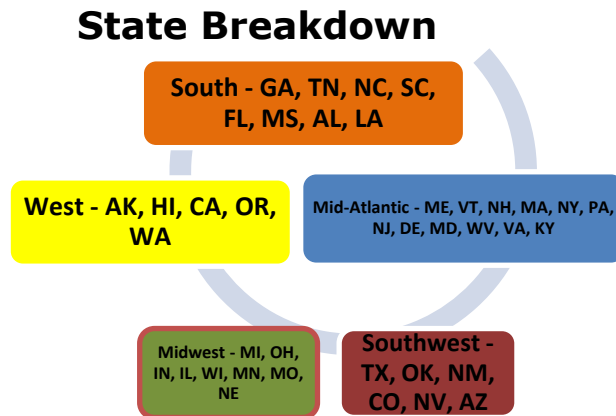 State Breakdown
South - GA, TN, NC, SC,
FL, MS, AL, LA
West - AK, HI, CA, OR,
WA
Mid-Atlantic - ME, VT, NH, MA, NY, PA,
NJ, DE, MD, WV, VA, KY
Midwest - MI, OH,
IN, IL, WI, MN, MO,
NE
Southwest -
TX, OK, NM,
CO, NV, AZ